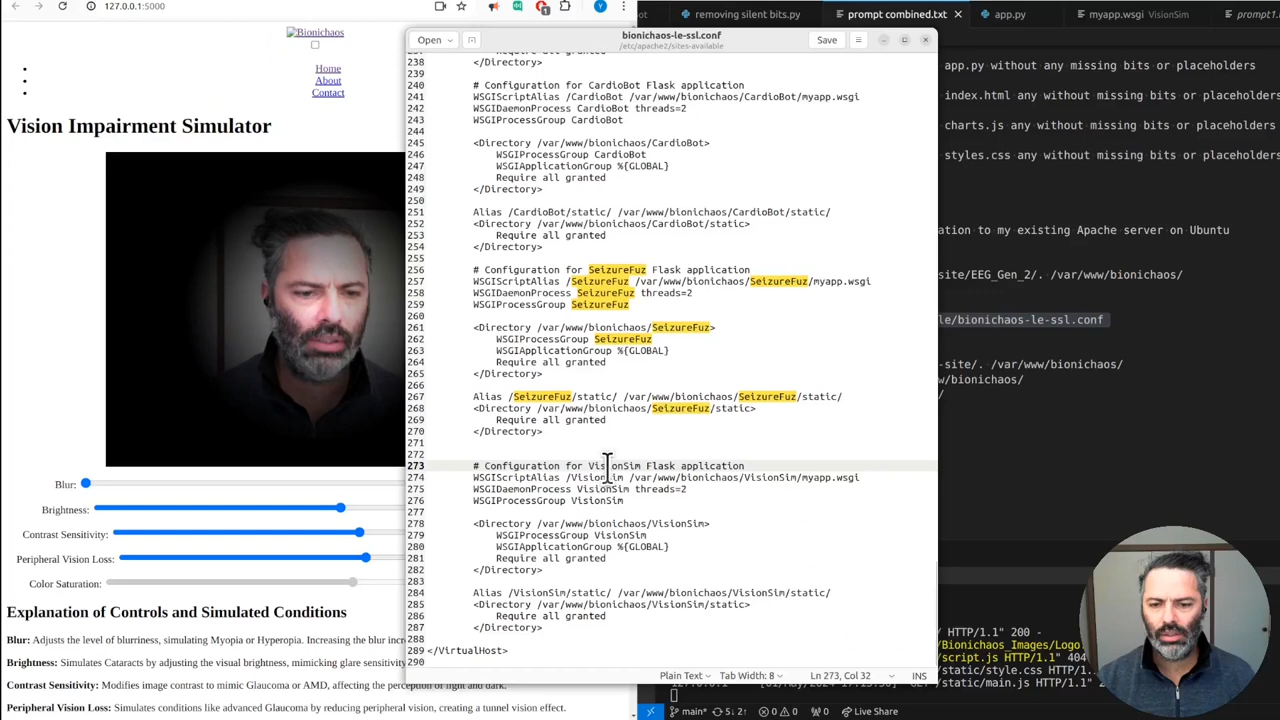 127.0.0.1:5000
Bionichaos
Home
About
Contact
Vision Impairment Simulator
Blur:
Brightness:
Contrast Sensitivity:
Peripheral Vision Loss:
Color Saturation:
Explanation of Controls and Simulated Conditions
Blur: Adjusts the level of blurriness, simulating Myopia or Hyperopia. Increasing the blur incr
Brightness: Simulates Cataracts by adjusting the visual brightness, mimicking glare sensitivity
Contrast Sensitivity: Modifies image contrast to mimic Glaucoma or AMD, affecting the perception of light and dark.
Peripheral Vision Loss: Simulates conditions like advanced Glaucoma by reducing peripheral vision, creating a tunnel vision effect.
Open
bionichaos-le-ssl.conf
/etc/apache2/sites-available
Save
238 </Directory>
239
240 # Configuration for CardioBot Flask application
241 WSGIScriptAlias /CardioBot /var/www/bionichaos/CardioBot/myapp.wsgi
242 WSGIDaemonProcess CardioBot threads=2
243 WSGIProcessGroup CardioBot
244
245 <Directory /var/www/bionichaos/CardioBot>
246 WSGIProcessGroup CardioBot
247 WSGIApplicationGroup %{GLOBAL}
248 Require all granted
249 </Directory>
250
251 Alias /CardioBot/static/ /var/www/bionichaos/CardioBot/static/
252 <Directory /var/www/bionichaos/CardioBot/static>
253 Require all granted
254 </Directory>
255
256 # Configuration for SeizureFuz Flask application
257 WSGIScriptAlias /SeizureFuz /var/www/bionichaos/SeizureFuz/myapp.wsgi
258 WSGIDaemonProcess SeizureFuz threads=2
259 WSGIProcessGroup SeizureFuz
260
261 <Directory /var/www/bionichaos/SeizureFuz>
262 WSGIProcessGroup SeizureFuz
263 WSGIApplicationGroup %{GLOBAL}
264 Require all granted
265 </Directory>
266
267 Alias /SeizureFuz/static/ /var/www/bionichaos/SeizureFuz/static/
268 <Directory /var/www/bionichaos/SeizureFuz/static>
269 Require all granted
270 </Directory>
271
272
273 # Configuration for VisionSim Flask application
274 WSGIScriptAlias /VisionSim /var/www/bionichaos/VisionSim/myapp.wsgi
275 WSGIDaemonProcess VisionSim threads=2
276 WSGIProcessGroup VisionSim
277
278 <Directory /var/www/bionichaos/VisionSim>
279 WSGIProcessGroup VisionSim
280 WSGIApplicationGroup %{GLOBAL}
281 Require all granted
282 </Directory>
283
284 Alias /VisionSim/static/ /var/www/bionichaos/VisionSim/static/
285 <Directory /var/www/bionichaos/VisionSim/static>
286 Require all granted
287 </Directory>
288
289 </VirtualHost>
290
Plain Text Tab Width: 8 Ln 273, Col 32 INS
removing silent bits.py prompt combined.txt app.py myapp.wsgi VisionSim
app.py without any missing bits or placeholders
index.html any without missing bits or placeholders
charts.js any without missing bits or placeholders
styles.css any without missing bits or placeholders
ation to my existing Apache server on Ubuntu
site/EEG_Gen_2/. /var/www/bionichaos/
le/bionichaos-le-ssl.conf
-site/. /var/www/bionichaos/
/bionichaos/
/ HTTP/1.1" 200 -
/script.js HTTP/1.1" 404
main* 5↓ 2↑ 0 0 0 Live Share